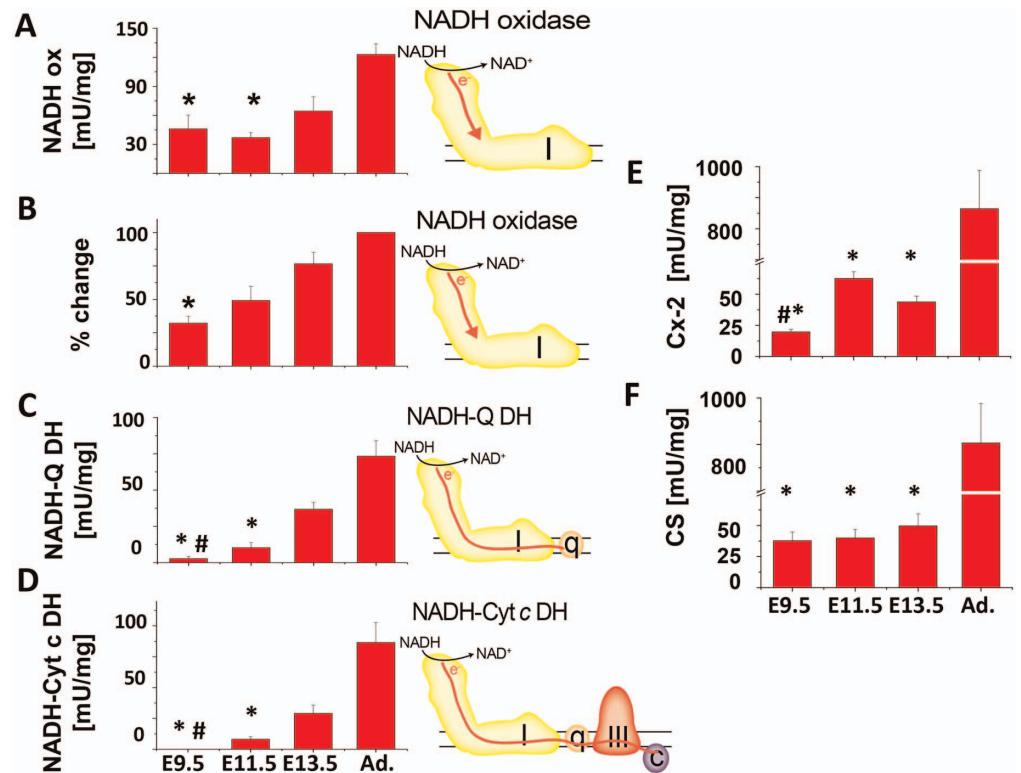 A
NADH ox
[mU/mg]
150
90
30
*
*
NADH oxidase
NADH
NAD⁺
e⁻
I
B
% change
100
50
0
*
NADH oxidase
NADH
NAD⁺
e⁻
I
C
NADH-Q DH
[mU/mg]
100
50
0
* #
*
NADH-Q DH
NADH
NAD⁺
e⁻
I
q
D
NADH-Cyt c DH
[mU/mg]
100
50
0
* #
*
E9.5 E11.5 E13.5 Ad.
NADH-Cyt c DH
NADH
NAD⁺
e⁻
I
q
III
c
E
Cx-2 [mU/mg]
1000
800
50
25
0
#*
*
*
F
CS [mU/mg]
1000
800
50
25
0
*
*
*
E9.5 E11.5 E13.5 Ad.